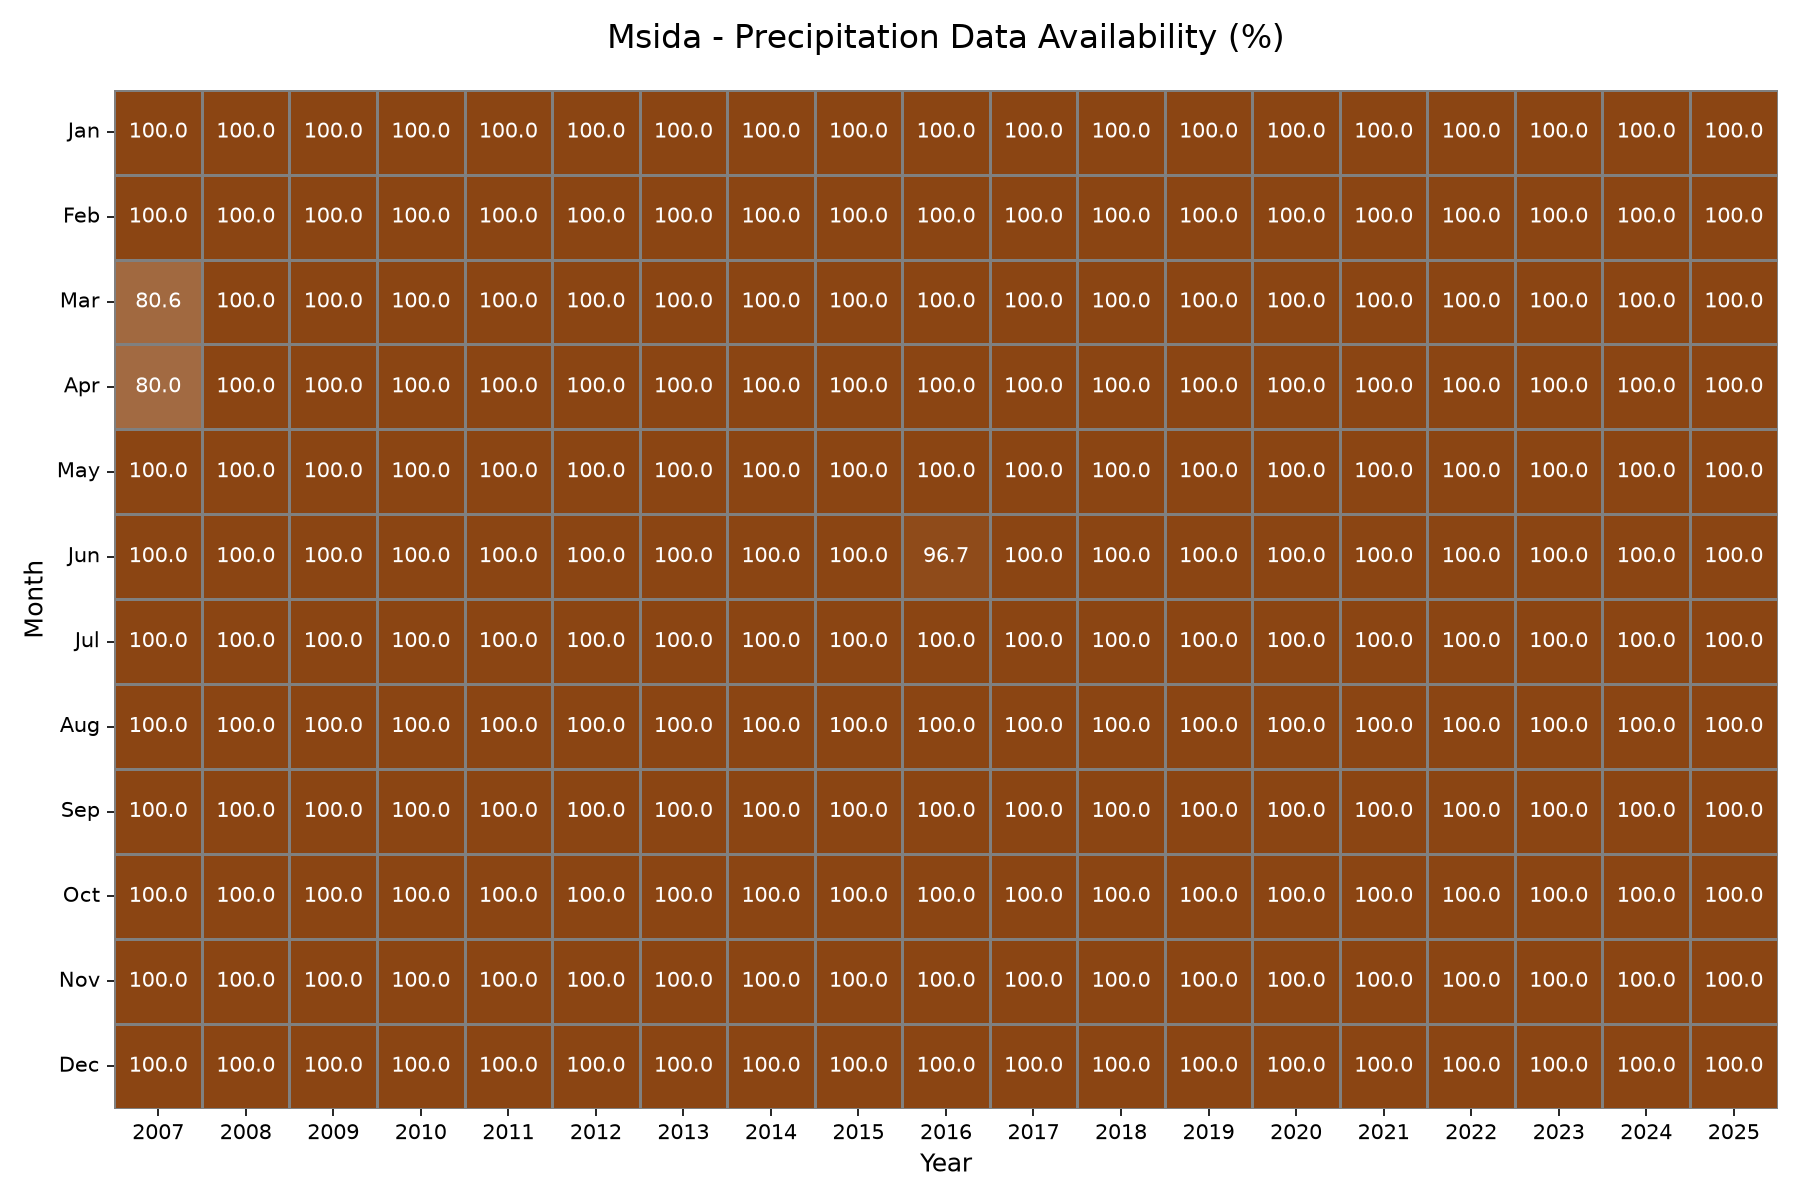 Msida - Precipitation Data Availability (%)
Jan 100.0 100.0 100.0 100.0 100.0 100.0 100.0 100.0 100.0 100.0 100.0 100.0 100.0 100.0 100.0 100.0 100.0 100.0 100.0
Feb 100.0 100.0 100.0 100.0 100.0 100.0 100.0 100.0 100.0 100.0 100.0 100.0 100.0 100.0 100.0 100.0 100.0 100.0 100.0
Mar 80.6 100.0 100.0 100.0 100.0 100.0 100.0 100.0 100.0 100.0 100.0 100.0 100.0 100.0 100.0 100.0 100.0 100.0 100.0
Apr 80.0 100.0 100.0 100.0 100.0 100.0 100.0 100.0 100.0 100.0 100.0 100.0 100.0 100.0 100.0 100.0 100.0 100.0 100.0
May 100.0 100.0 100.0 100.0 100.0 100.0 100.0 100.0 100.0 100.0 100.0 100.0 100.0 100.0 100.0 100.0 100.0 100.0 100.0
Jun 100.0 100.0 100.0 100.0 100.0 100.0 100.0 100.0 100.0 96.7 100.0 100.0 100.0 100.0 100.0 100.0 100.0 100.0 100.0
Jul 100.0 100.0 100.0 100.0 100.0 100.0 100.0 100.0 100.0 100.0 100.0 100.0 100.0 100.0 100.0 100.0 100.0 100.0 100.0
Aug 100.0 100.0 100.0 100.0 100.0 100.0 100.0 100.0 100.0 100.0 100.0 100.0 100.0 100.0 100.0 100.0 100.0 100.0 100.0
Sep 100.0 100.0 100.0 100.0 100.0 100.0 100.0 100.0 100.0 100.0 100.0 100.0 100.0 100.0 100.0 100.0 100.0 100.0 100.0
Oct 100.0 100.0 100.0 100.0 100.0 100.0 100.0 100.0 100.0 100.0 100.0 100.0 100.0 100.0 100.0 100.0 100.0 100.0 100.0
Nov 100.0 100.0 100.0 100.0 100.0 100.0 100.0 100.0 100.0 100.0 100.0 100.0 100.0 100.0 100.0 100.0 100.0 100.0 100.0
Dec 100.0 100.0 100.0 100.0 100.0 100.0 100.0 100.0 100.0 100.0 100.0 100.0 100.0 100.0 100.0 100.0 100.0 100.0 100.0
2007 2008 2009 2010 2011 2012 2013 2014 2015 2016 2017 2018 2019 2020 2021 2022 2023 2024 2025
Year
Month